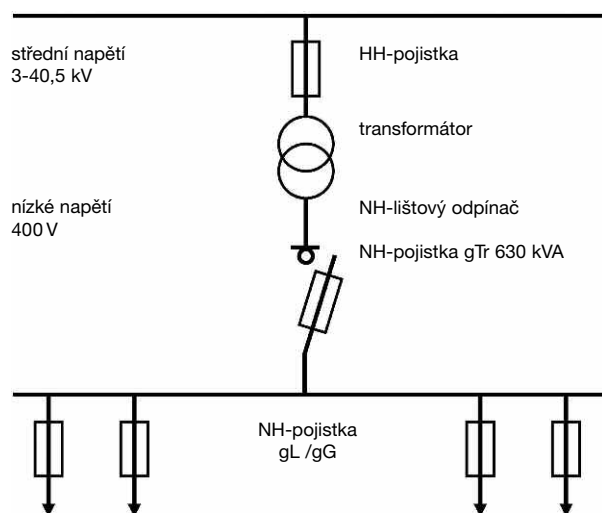 střední napětí
3-40,5 kV
HH-pojistka
transformátor
nízké napětí
400 V
NH-lištový odpínač
NH-pojistka gTr 630 kVA
NH-pojistka
gL /gG